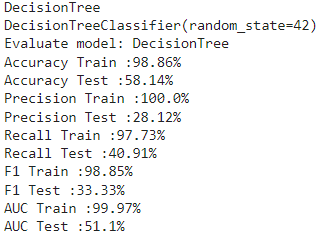 DecisionTree
DecisionTreeClassifier(random_state=42)
Evaluate model: DecisionTree
Accuracy Train :98.86%
Accuracy Test :58.14%
Precision Train :100.0%
Precision Test :28.12%
Recall Train :97.73%
Recall Test :40.91%
F1 Train :98.85%
F1 Test :33.33%
AUC Train :99.97%
AUC Test :51.1%